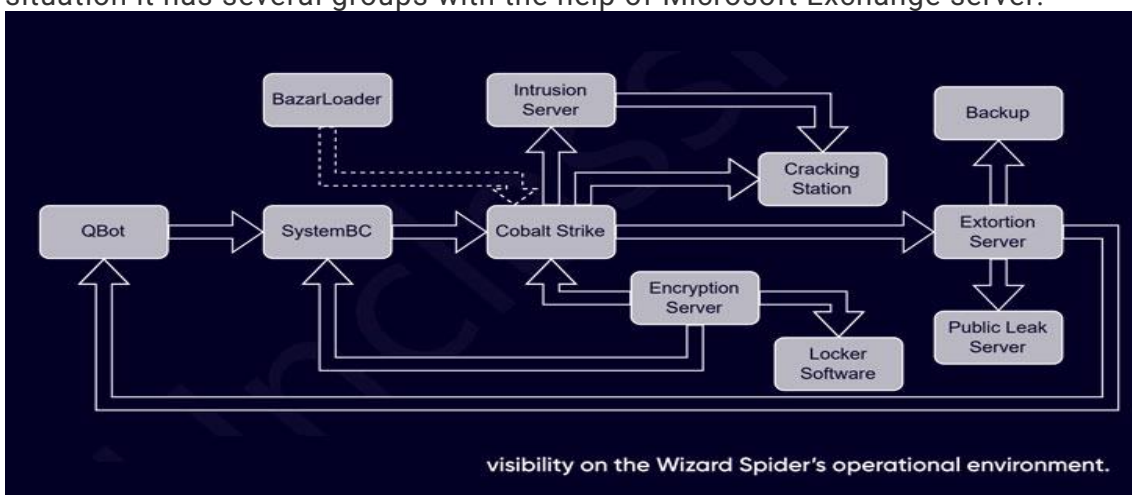 situation it has several groups with the help of Microsoft Exchange server.
BazarLoader
Intrusion
Server
Backup
Cracking
Station
QBot
SystemBC
Cobalt Strike
Extortion
Server
Encryption
Server
Public Leak
Server
Locker
Software
visibility on the Wizard Spider's operational environment.